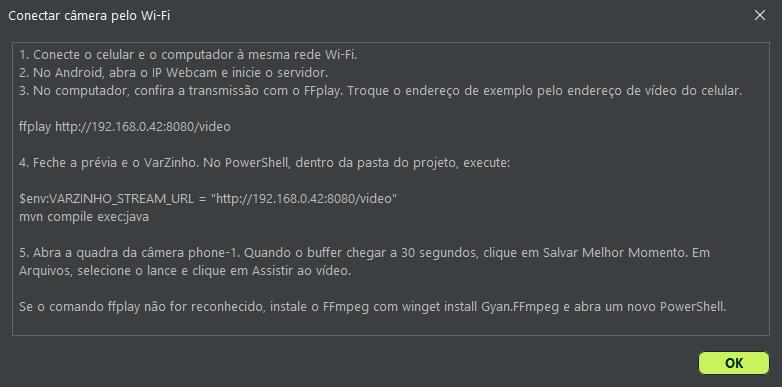 Conectar câmera pelo Wi-Fi
1. Conecte o celular e o computador à mesma rede Wi-Fi.
2. No Android, abra o IP Webcam e inicie o servidor.
3. No computador, confira a transmissão com o FFplay. Troque o endereço de exemplo pelo endereço de vídeo do celular.
ffplay http://192.168.0.42:8080/video
4. Feche a prévia e o VarZinho. No PowerShell, dentro da pasta do projeto, execute:
$env:VARZINHO_STREAM_URL = "http://192.168.0.42:8080/video"
mvn compile exec:java
5. Abra a quadra da câmera phone-1. Quando o buffer chegar a 30 segundos, clique em Salvar Melhor Momento. Em
Arquivos, selecione o lance e clique em Assistir ao vídeo.
Se o comando ffplay não for reconhecido, instale o FFmpeg com winget install Gyan.FFmpeg e abra um novo PowerShell.
OK